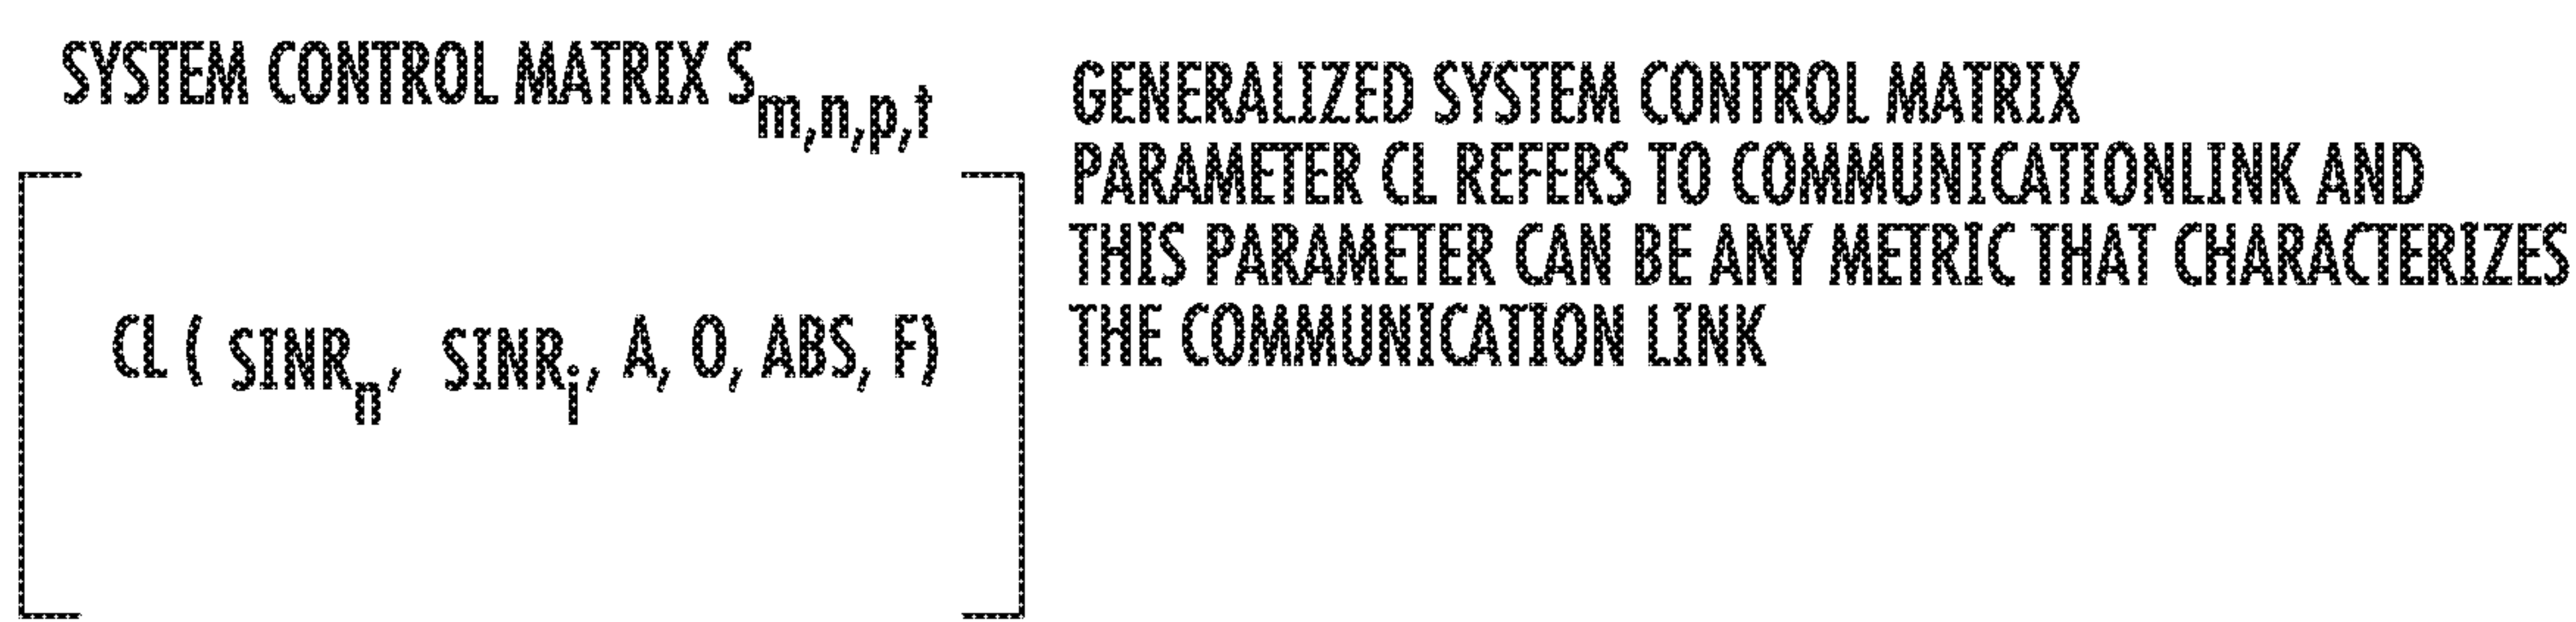 SYSTEM CONTROL MATRIX Sm,n,p,t
CL ( SINRn, SINRi, A, O, ABS, F)
GENERALIZED SYSTEM CONTROL MATRIX
PARAMETER CL REFERS TO COMMUNICATIONLINK AND
THIS PARAMETER CAN BE ANY METRIC THAT CHARACTERIZES
THE COMMUNICATION LINK